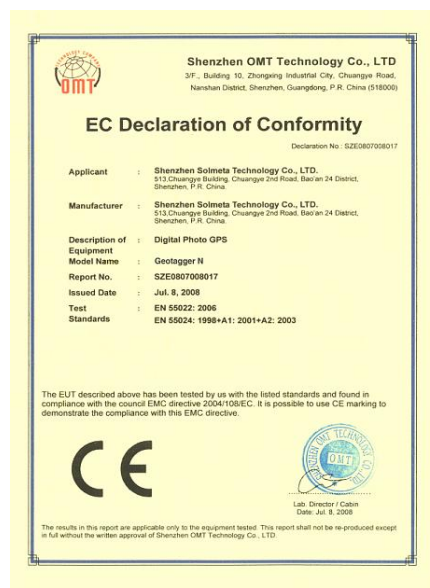 TECHNOLOGY COMPANY
OMT
Shenzhen OMT Technology Co., LTD
3/F., Building 10, Zhongxing Industrial City, Chuangye Road,
Nanshan District, Shenzhen, Guangdong, P.R. China (518000)
EC Declaration of Conformity
Declaration No.: SZE0807008017
Applicant : Shenzhen Solmeta Technology Co., LTD.
513,Chuangye Building, Chuangye 2nd Road, Bao'an 24 District,
Shenzhen, P.R. China.
Manufacturer : Shenzhen Solmeta Technology Co., LTD.
513,Chuangye Building, Chuangye 2nd Road, Bao'an 24 District,
Shenzhen, P.R. China.
Description of : Digital Photo GPS
Equipment
Model Name : Geotagger N
Report No. : SZE0807008017
Issued Date : Jul. 8, 2008
Test : EN 55022: 2006
Standards EN 55024: 1998+A1: 2001+A2: 2003
The EUT described above has been tested by us with the listed standards and found in
compliance with the council EMC directive 2004/108/EC. It is possible to use CE marking to
demonstrate the compliance with this EMC directive.
CE
SHENZHEN OMT TECHNOLOGY CO., LTD.
OMT
Lab. Director / Cabin
Date: Jul. 8, 2008
The results in this report are applicable only to the equipment tested. This report shall not be re-produced except
in full without the written approval of Shenzhen OMT Technology Co., LTD.